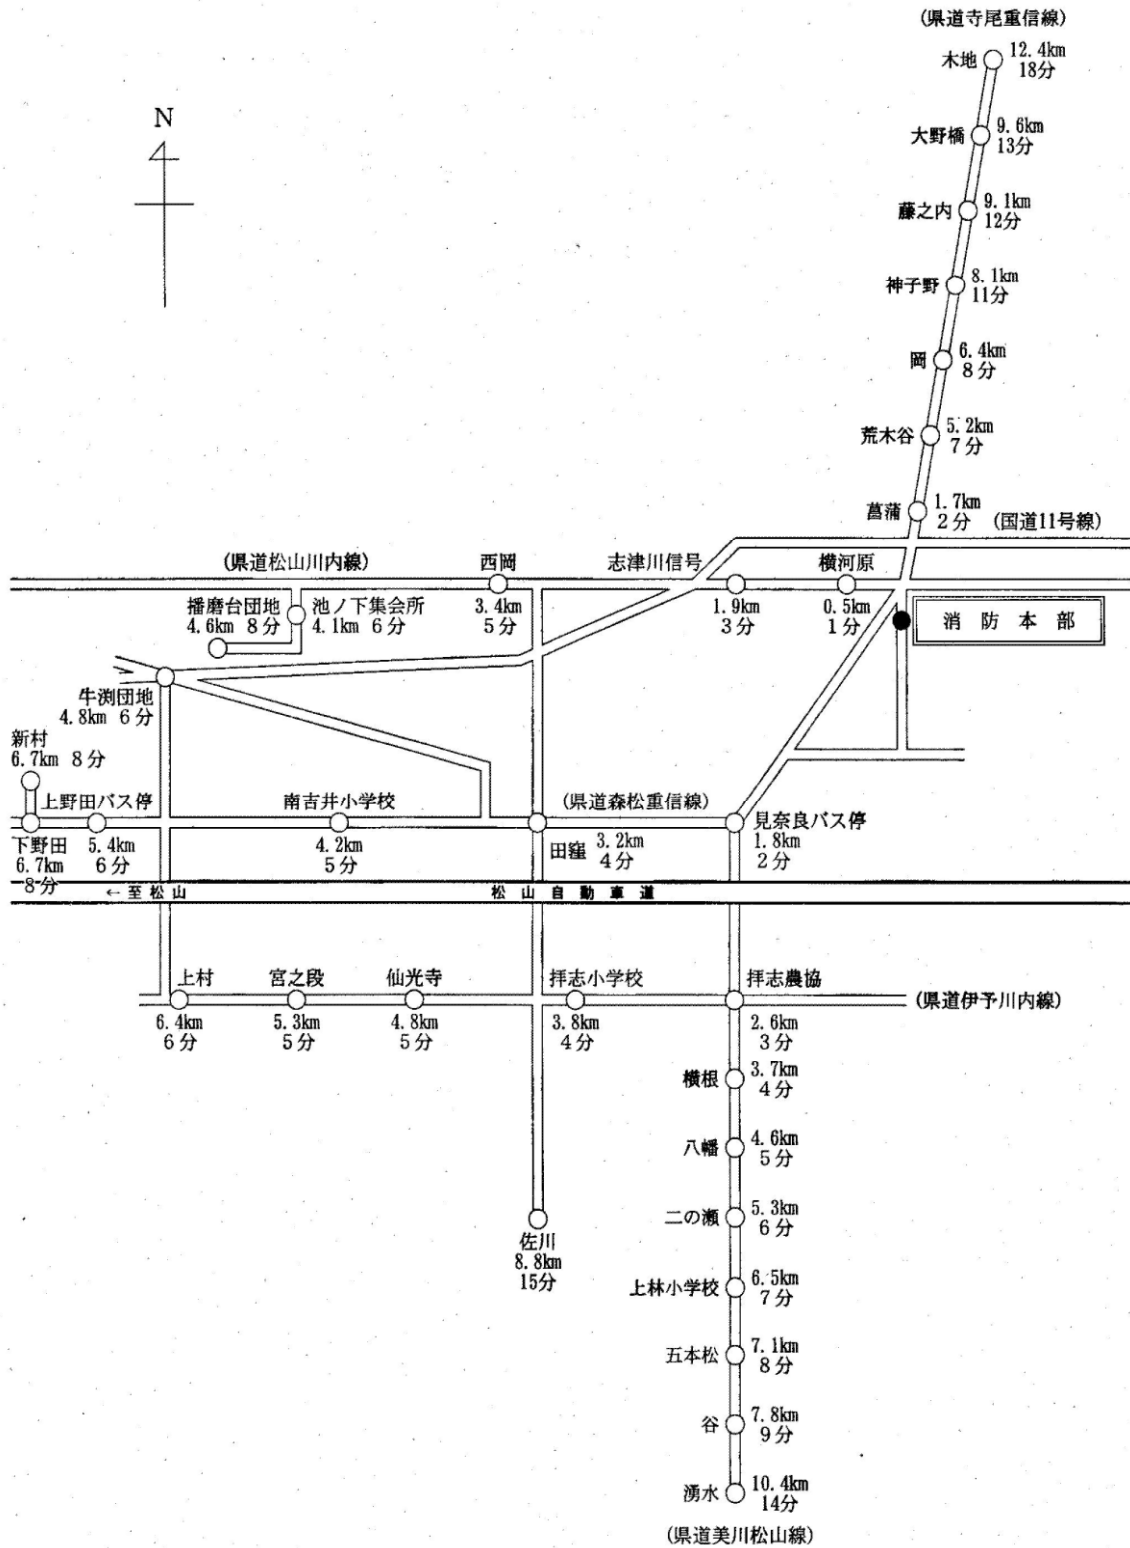 (県道寺尾重信線)
木地
12.4km
18分
N
大野橋
9.6km
13分
藤之内
9.1km
12分
神子野
8.1km
11分
岡
6.4km
8分
荒木谷
5.2km
7分
菖蒲
1.7km
2分
(国道11号線)
(県道松山川内線)
西岡
志津川信号
横河原
播磨台団地
4.6km 8分
池ノ下集会所
4.1km 6分
3.4km
5分
1.9km
3分
0.5km
1分
消防本部
牛渕団地
4.8km 6分
新村
6.7km 8分
上野田バス停
南吉井小学校
(県道森松重信線)
見奈良バス停
1.8km
2分
下野田
6.7km
8分
5.4km
6分
4.2km
5分
田窪
3.2km
4分
←至松山
松山自動車道
上村
宮之段
仙光寺
拝志小学校
拝志農協
(県道伊予川内線)
6.4km
6分
5.3km
5分
4.8km
5分
3.8km
4分
2.6km
3分
横根
3.7km
4分
八幡
4.6km
5分
二の瀬
5.3km
6分
佐川
8.8km
15分
上林小学校
6.5km
7分
五本松
7.1km
8分
谷
7.8km
9分
湧水
10.4km
14分
(県道美川松山線)